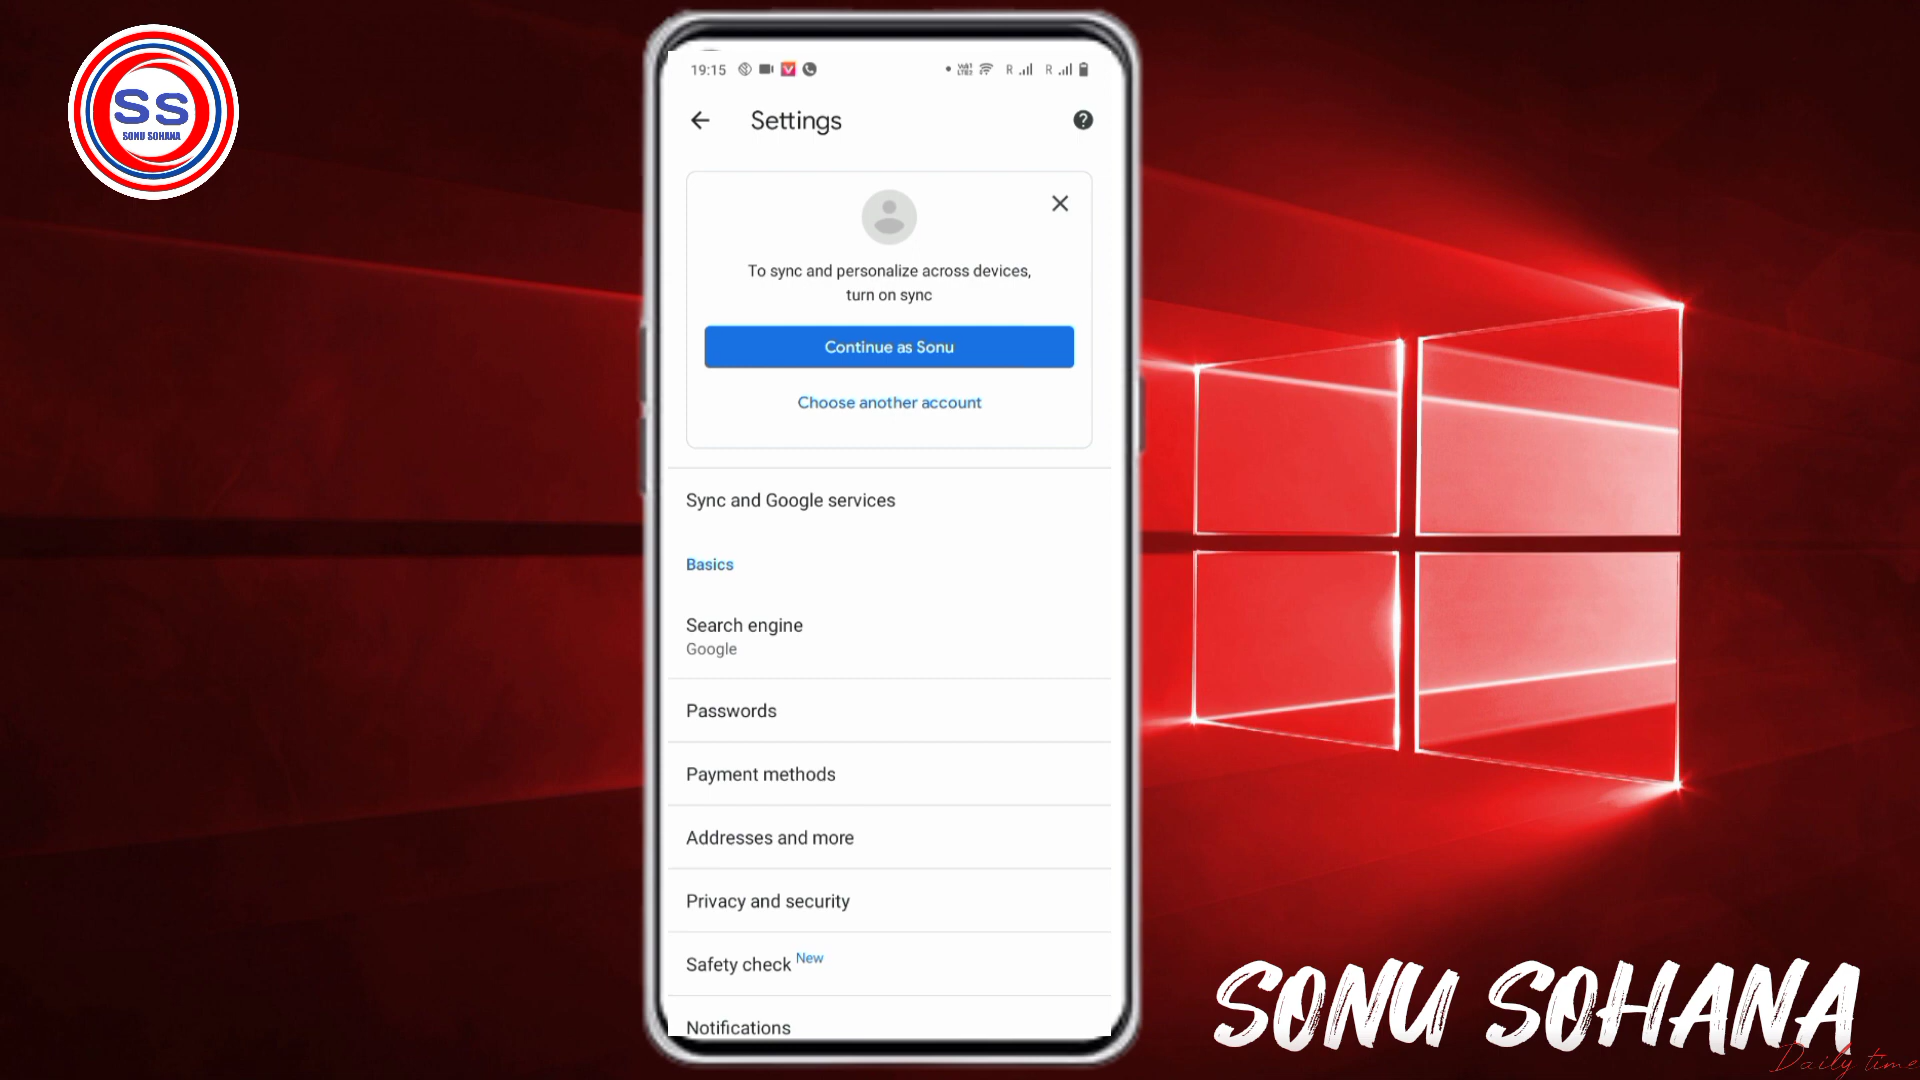 SS
SONU SOHANA
19:15
R R
Settings
To sync and personalize across devices,
turn on sync
Continue as Sonu
Choose another account
Sync and Google services
Basics
Search engine
Google
Passwords
Payment methods
Addresses and more
Privacy and security
Safety check New
Notifications
SONU SOHANA
Daily time